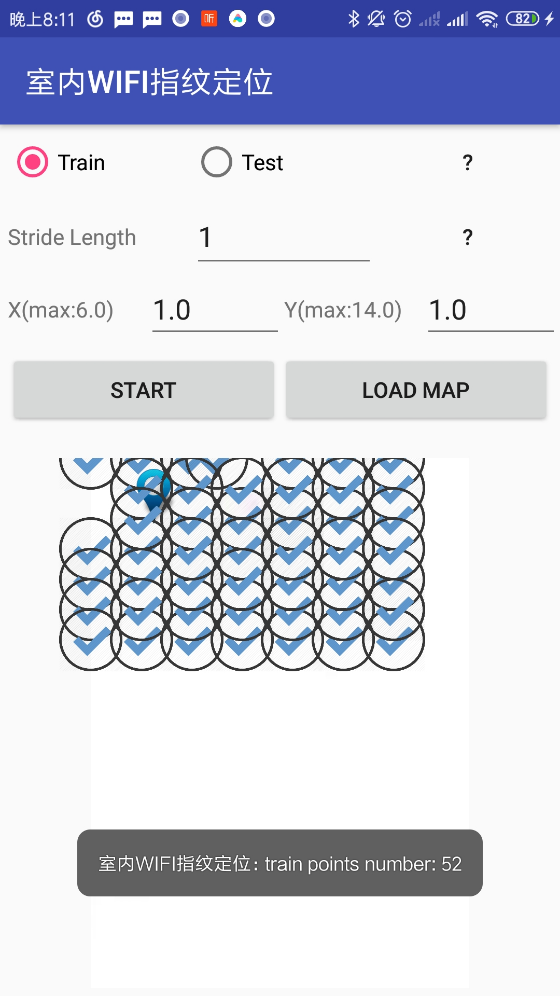 晚上8:11
82
室内WIFI指纹定位
Train Test ?
Stride Length 1 ?
X(max:6.0) 1.0 Y(max:14.0) 1.0
START LOAD MAP
室内WIFI指纹定位：train points number: 52